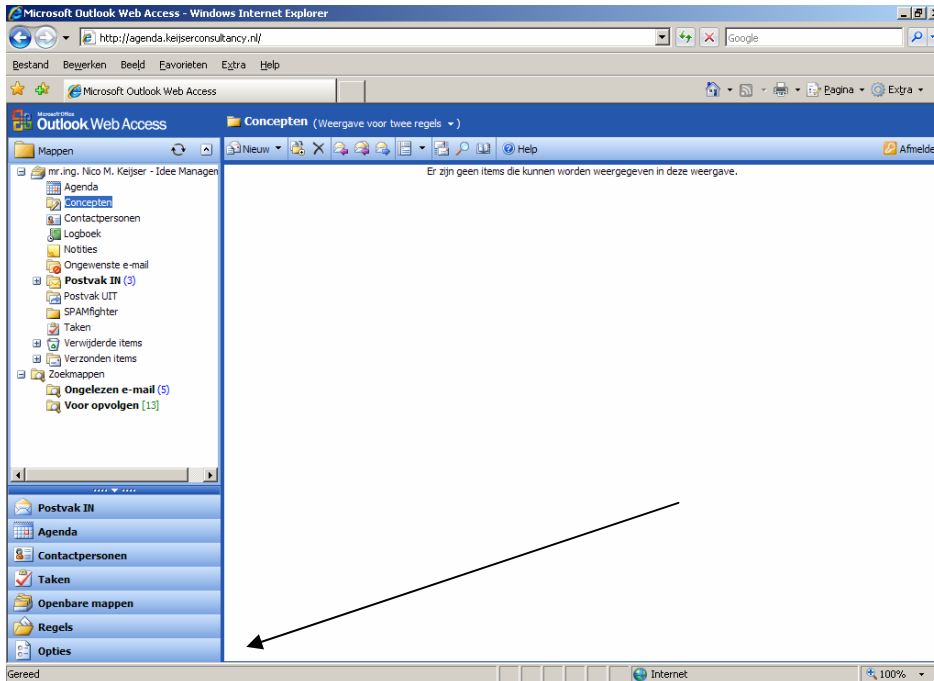 Microsoft Outlook Web Access - Windows Internet Explorer
http://agenda.keijserconsultancy.nl/
Google
Bestand Bewerken Beeld Favorieten Extra Help
Microsoft Outlook Web Access
Pagina Extra
Microsoft Office
Outlook Web Access
Concepten (Weergave voor twee regels)
Mappen
Nieuw
Help
Afmelde
mr.ing. Nico M. Keijser - Idee Managen
Er zijn geen items die kunnen worden weergegeven in deze weergave.
Agenda
Concepten
Contactpersonen
Logboek
Notities
Ongewenste e-mail
Postvak IN (3)
Postvak UIT
SPAMfighter
Taken
Verwijderde items
Verzonden items
Zoekmappen
Ongelezen e-mail (5)
Voor opvolgen [13]
Postvak IN
Agenda
Contactpersonen
Taken
Openbare mappen
Regels
Opties
Gereed
Internet
100%